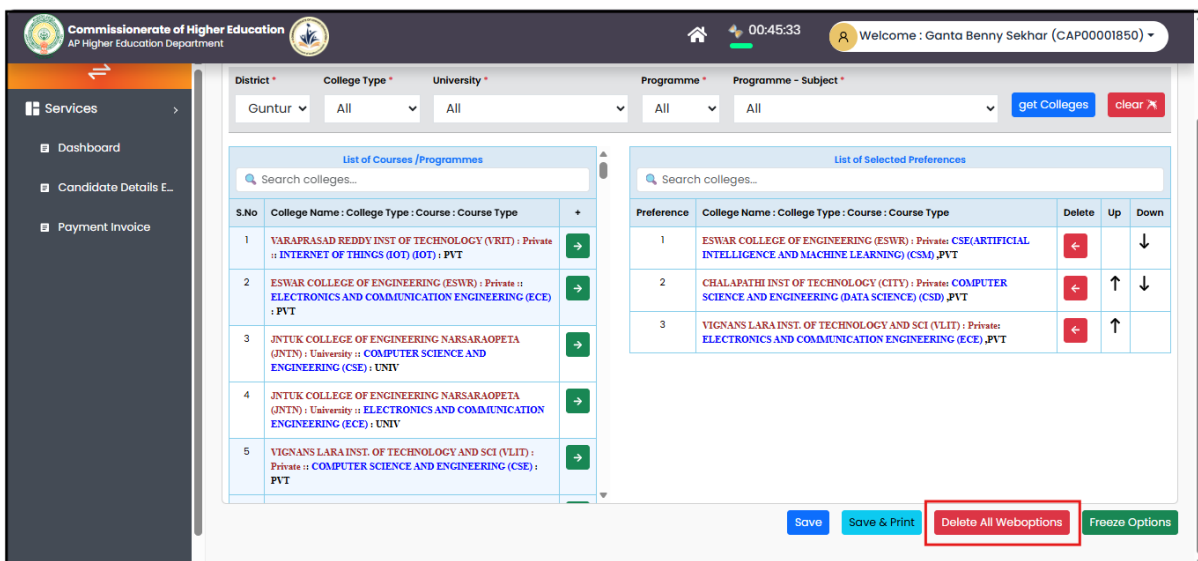 Commissionerate of Higher Education
AP Higher Education Department
00:45:33
R
Welcome : Ganta Benny Sekhar (CAP00001850)
Services
Dashboard
Candidate Details E...
Payment Invoice
District * College Type * University * Programme * Programme - Subject *
Guntur All All All All get Colleges clear
List of Courses /Programmes
Search colleges...
S.No College Name : College Type : Course : Course Type +
1 VARAPRASAD REDDY INST OF TECHNOLOGY (VRIT) : Private
:: INTERNET OF THINGS (IOT) (IOT) : PVT
2 ESWAR COLLEGE OF ENGINEERING (ESWR) : Private ::
ELECTRONICS AND COMMUNICATION ENGINEERING (ECE)
: PVT
3 JNTUK COLLEGE OF ENGINEERING NARSARAOPETA
(JNTN) : University :: COMPUTER SCIENCE AND
ENGINEERING (CSE) : UNIV
4 JNTUK COLLEGE OF ENGINEERING NARSARAOPETA
(JNTN) : University :: ELECTRONICS AND COMMUNICATION
ENGINEERING (ECE) : UNIV
5 VIGNANS LARA INST. OF TECHNOLOGY AND SCI (VLIT) :
Private :: COMPUTER SCIENCE AND ENGINEERING (CSE) :
PVT
List of Selected Preferences
Search colleges...
Preference College Name : College Type : Course : Course Type Delete Up Down
1 ESWAR COLLEGE OF ENGINEERING (ESWR) : Private: CSE(ARTIFICIAL
INTELLIGENCE AND MACHINE LEARNING) (CSM) ,PVT
2 CHALAPATHI INST OF TECHNOLOGY (CITY) : Private: COMPUTER
SCIENCE AND ENGINEERING (DATA SCIENCE) (CSD) ,PVT
3 VIGNANS LARA INST. OF TECHNOLOGY AND SCI (VLIT) : Private:
ELECTRONICS AND COMMUNICATION ENGINEERING (ECE) ,PVT
Save Save & Print Delete All Weboptions Freeze Options